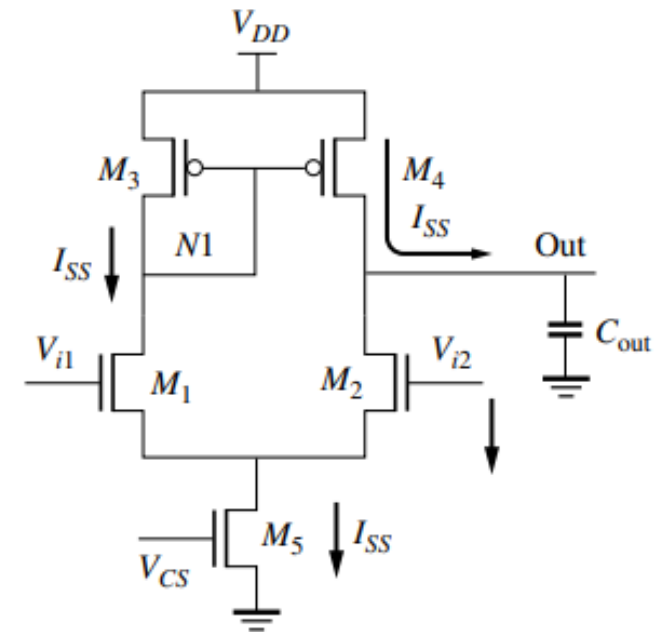 V_DD
M_3
M_4
I_SS
N1
I_SS
Out
V_i1
M_1
M_2
V_i2
C_out
V_CS
M_5
I_SS